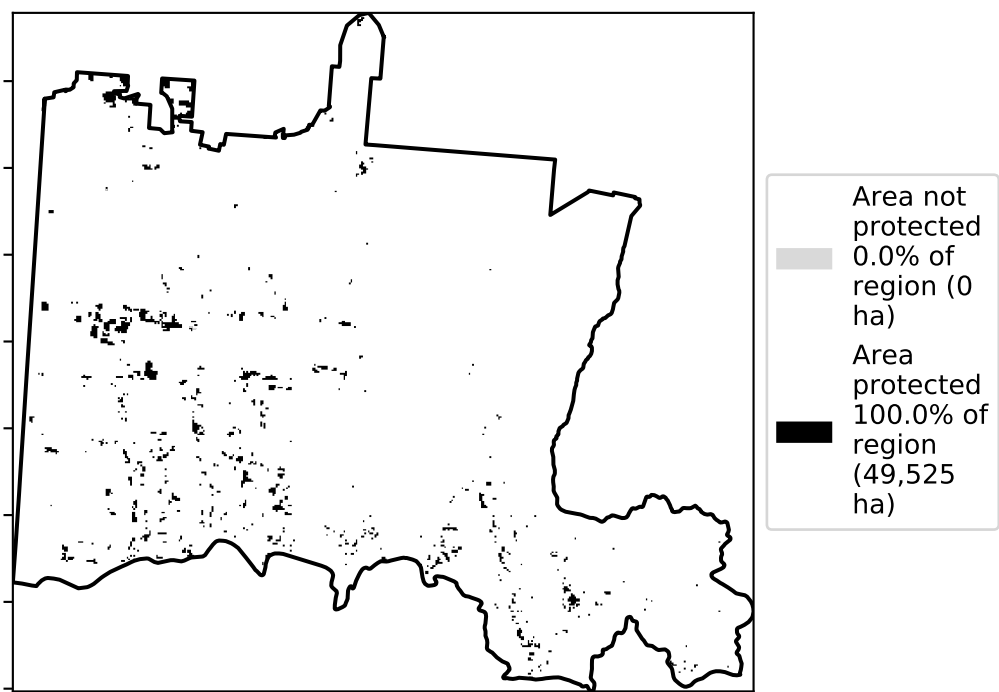 Area not
protected
0.0% of
region (0
ha)
Area
protected
100.0% of
region
(49,525
ha)